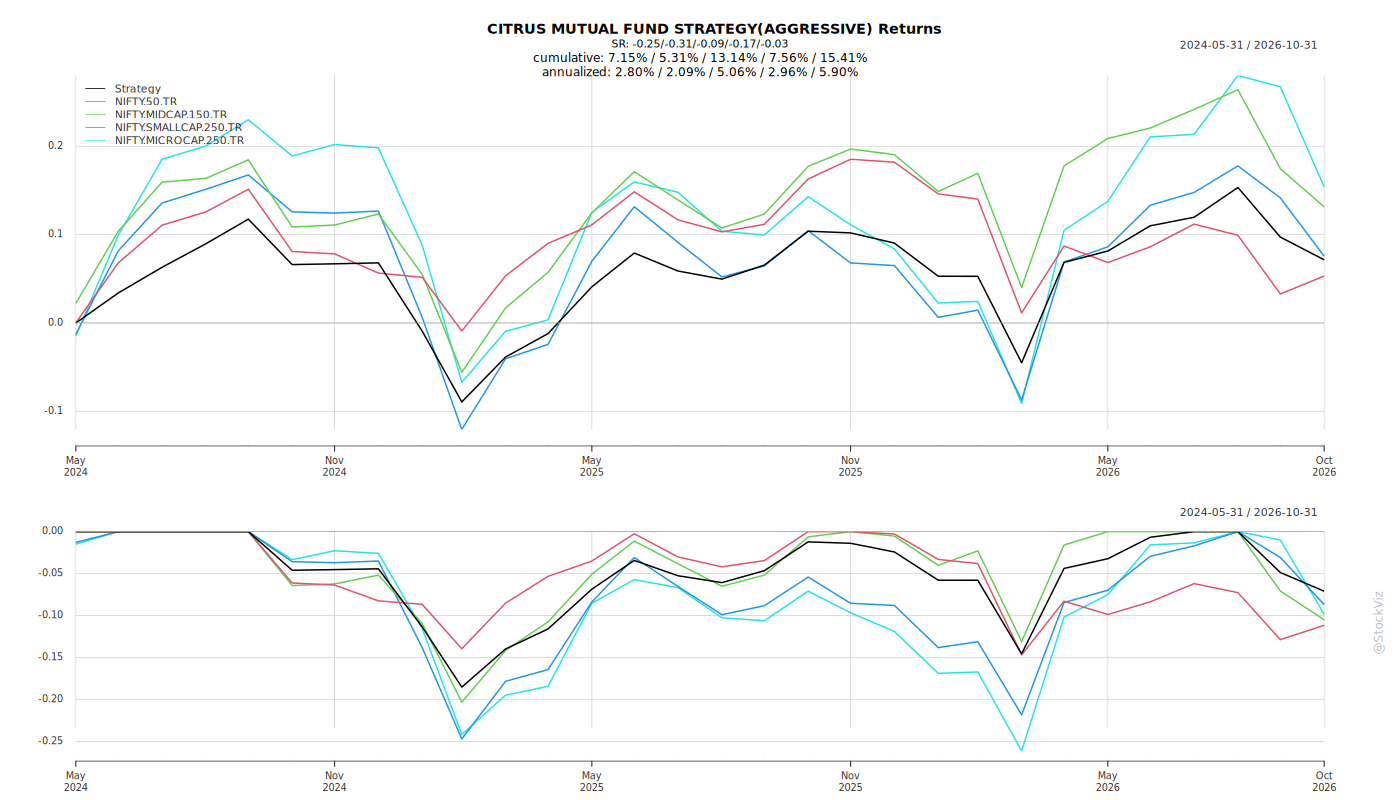 CITRUS MUTUAL FUND STRATEGY(AGGRESSIVE) Returns
SR: -0.25/-0.31/-0.09/-0.17/-0.03
cumulative: 7.15% / 5.31% / 13.14% / 7.56% / 15.41%
annualized: 2.80% / 2.09% / 5.06% / 2.96% / 5.90%
2024-05-31 / 2026-10-31
Strategy
NIFTY.50.TR
NIFTY.MIDCAP.150.TR
NIFTY.SMALLCAP.250.TR
NIFTY.MICROCAP.250.TR
0.2
0.1
0.0
-0.1
May Nov May Nov May Oct
2024 2024 2025 2025 2026 2026
2024-05-31 / 2026-10-31
0.00
-0.05
-0.10
-0.15
-0.20
-0.25
May Nov May Nov May Oct
2024 2024 2025 2025 2026 2026
@StockViz